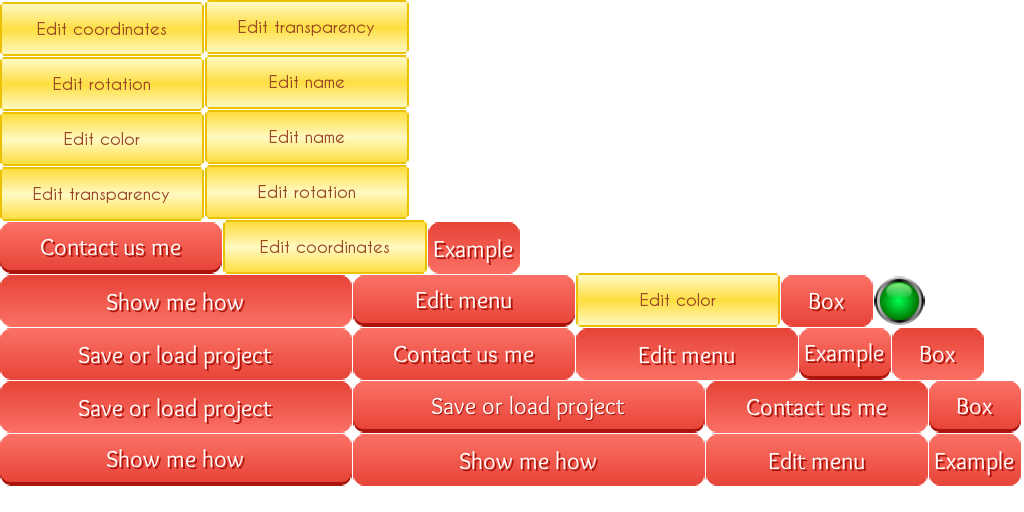 Edit coordinates Edit transparency
Edit rotation Edit name
Edit color Edit name
Edit transparency Edit rotation
Contact us me Edit coordinates Example
Show me how Edit menu Edit color Box
Save or load project Contact us me Edit menu Example Box
Save or load project Save or load project Contact us me Box
Show me how Show me how Edit menu Example